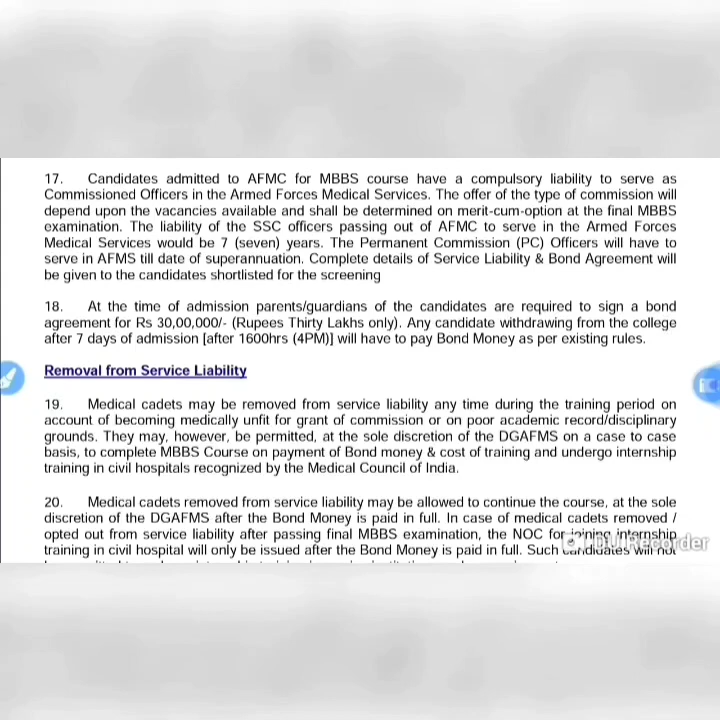 17. Candidates admitted to AFMC for MBBS course have a compulsory liability to serve as
Commissioned Officers in the Armed Forces Medical Services. The offer of the type of commission will
depend upon the vacancies available and shall be determined on merit-cum-option at the final MBBS
examination. The liability of the SSC officers passing out of AFMC to serve in the Armed Forces
Medical Services would be 7 (seven) years. The Permanent Commission (PC) Officers will have to
serve in AFMS till date of superannuation. Complete details of Service Liability & Bond Agreement will
be given to the candidates shortlisted for the screening
18. At the time of admission parents/guardians of the candidates are required to sign a bond
agreement for Rs 30,00,000/- (Rupees Thirty Lakhs only). Any candidate withdrawing from the college
after 7 days of admission [after 1600hrs (4PM)] will have to pay Bond Money as per existing rules.
Removal from Service Liability
19. Medical cadets may be removed from service liability any time during the training period on
account of becoming medically unfit for grant of commission or on poor academic record/disciplinary
grounds. They may, however, be permitted, at the sole discretion of the DGAFMS on a case to case
basis, to complete MBBS Course on payment of Bond money & cost of training and undergo internship
training in civil hospitals recognized by the Medical Council of India.
20. Medical cadets removed from service liability may be allowed to continue the course, at the sole
discretion of the DGAFMS after the Bond Money is paid in full. In case of medical cadets removed /
opted out from service liability after passing final MBBS examination, the NOC for joining internship
training in civil hospital will only be issued after the Bond Money is paid in full. Such candidates will not
DU Recorder